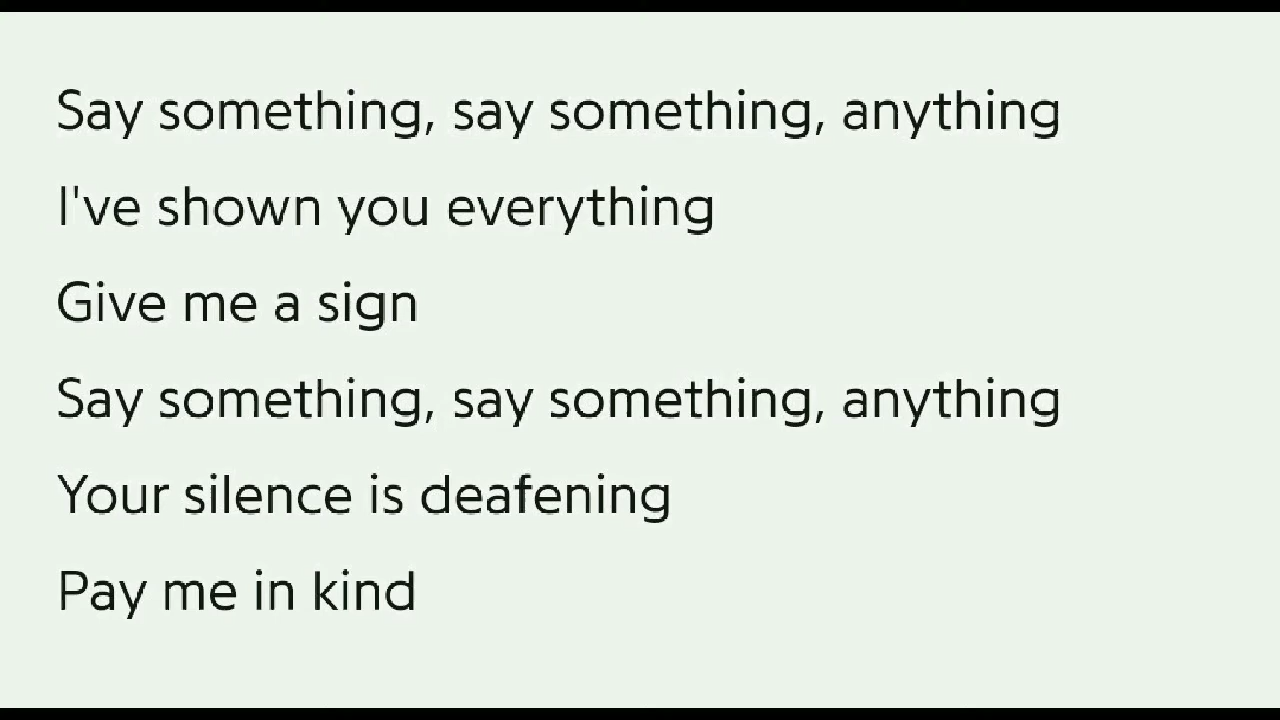 Say something, say something, anything
I've shown you everything
Give me a sign
Say something, say something, anything
Your silence is deafening
Pay me in kind